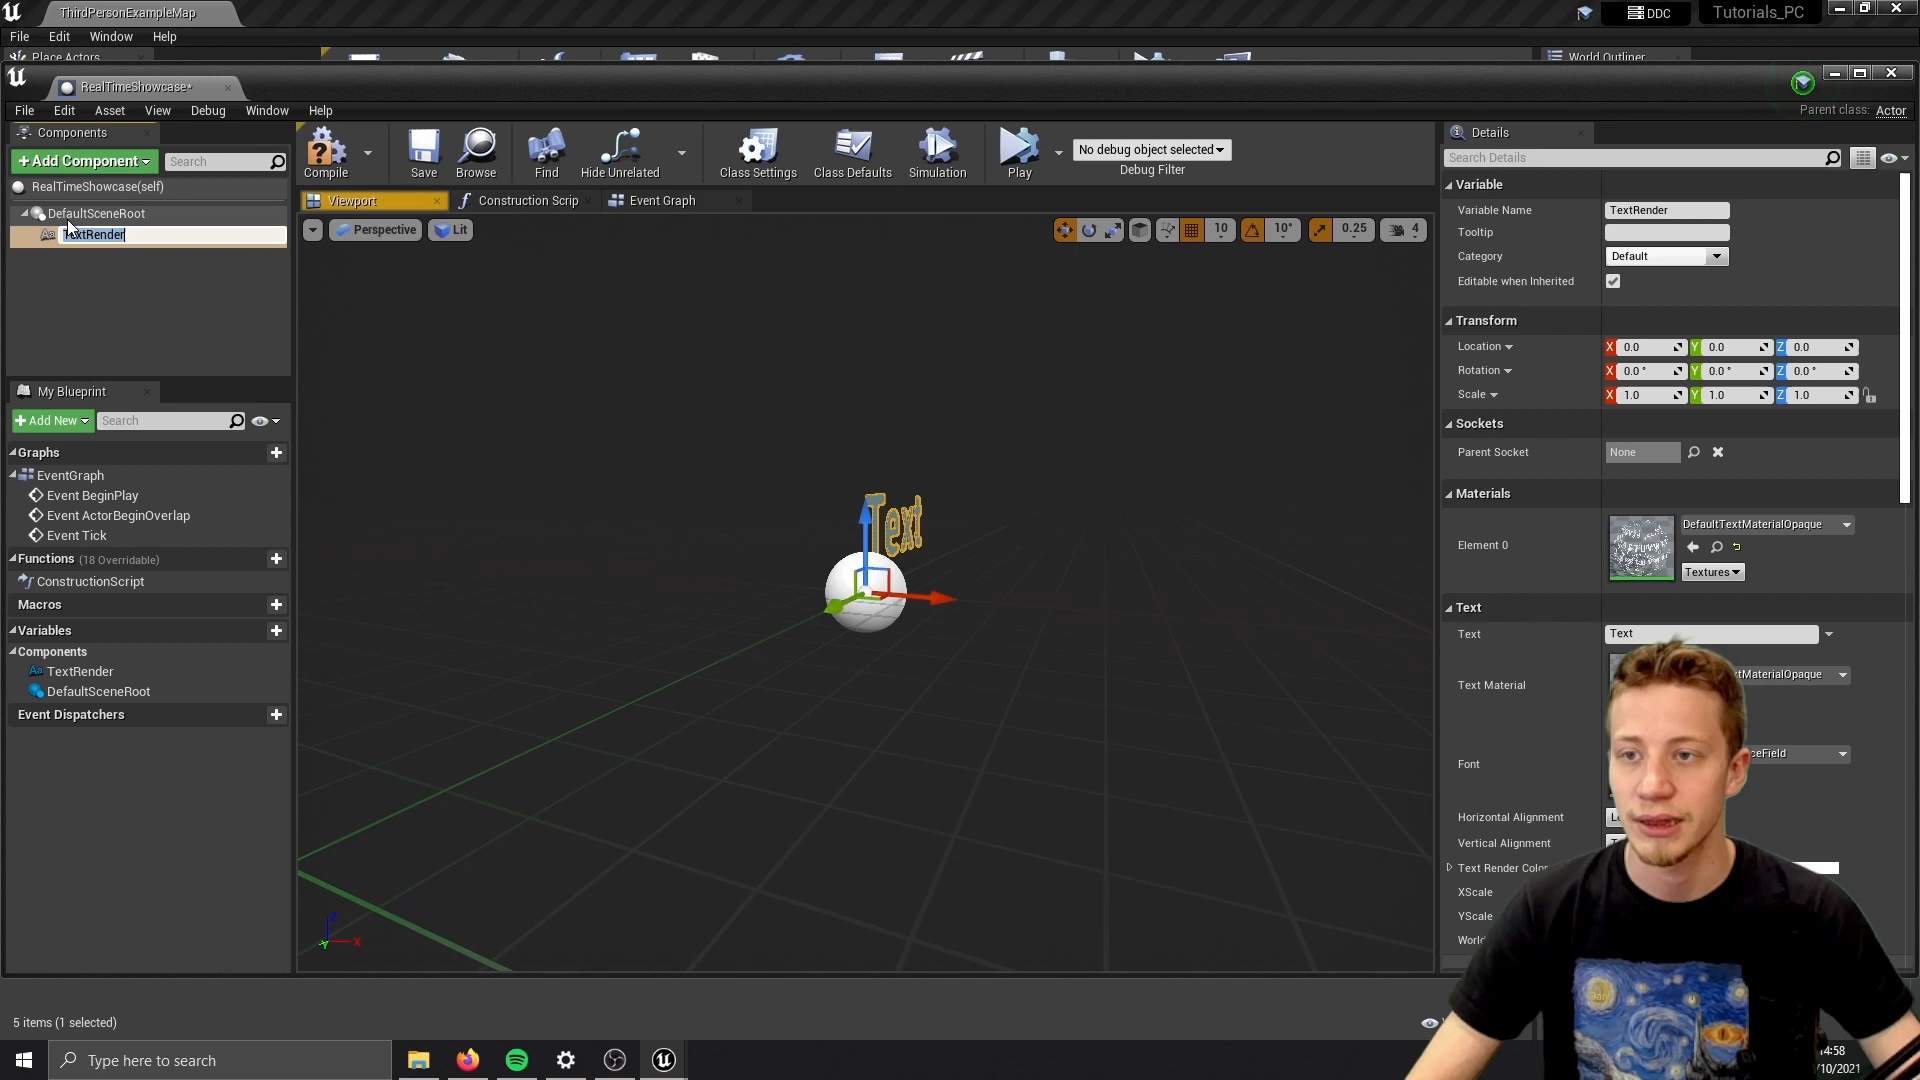 ThirdPersonExampleMap
DDC
Tutorials_PC
File Edit Window Help
Place Actors
World Outliner
RealTimeShowcase*
File Edit Asset View Debug Window Help
Parent class: Actor
Components
+Add Component
Search
RealTimeShowcase(self)
DefaultSceneRoot
TextRender
Compile
Save
Browse
Find
Hide Unrelated
Class Settings
Class Defaults
Simulation
Play
No debug object selected
Debug Filter
Viewport
Construction Scrip
Event Graph
Perspective
Lit
10
10°
0.25
4
Text
My Blueprint
+Add New
Search
Graphs
EventGraph
Event BeginPlay
Event ActorBeginOverlap
Event Tick
Functions (18 Overridable)
ConstructionScript
Macros
Variables
Components
TextRender
DefaultSceneRoot
Event Dispatchers
Z
X
Y
Details
Search Details
Variable
Variable Name TextRender
Tooltip
Category Default
Editable when Inherited
Transform
Location X 0.0 Y 0.0 Z 0.0
Rotation X 0.0 ° Y 0.0 ° Z 0.0 °
Scale X 1.0 Y 1.0 Z 1.0
Sockets
Parent Socket None
Materials
Element 0
DefaultTextMaterialOpaque
Textures
Text
Text Text
Text Material tMaterialOpaque
Font ceField
Horizontal Alignment
Vertical Alignment
Text Render Color
XScale
YScale
World
5 items (1 selected)
Type here to search
14:58
/10/2021